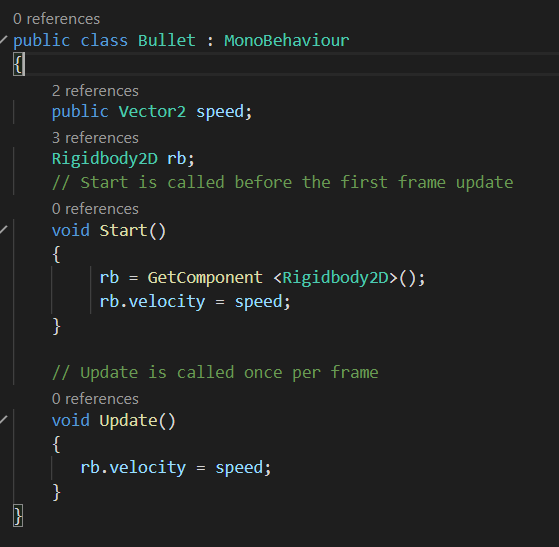 0 references
public class Bullet : MonoBehaviour
{
2 references
public Vector2 speed;
3 references
Rigidbody2D rb;
// Start is called before the first frame update
0 references
void Start()
{
rb = GetComponent <Rigidbody2D>();
rb.velocity = speed;
}
// Update is called once per frame
0 references
void Update()
{
rb.velocity = speed;
}
}